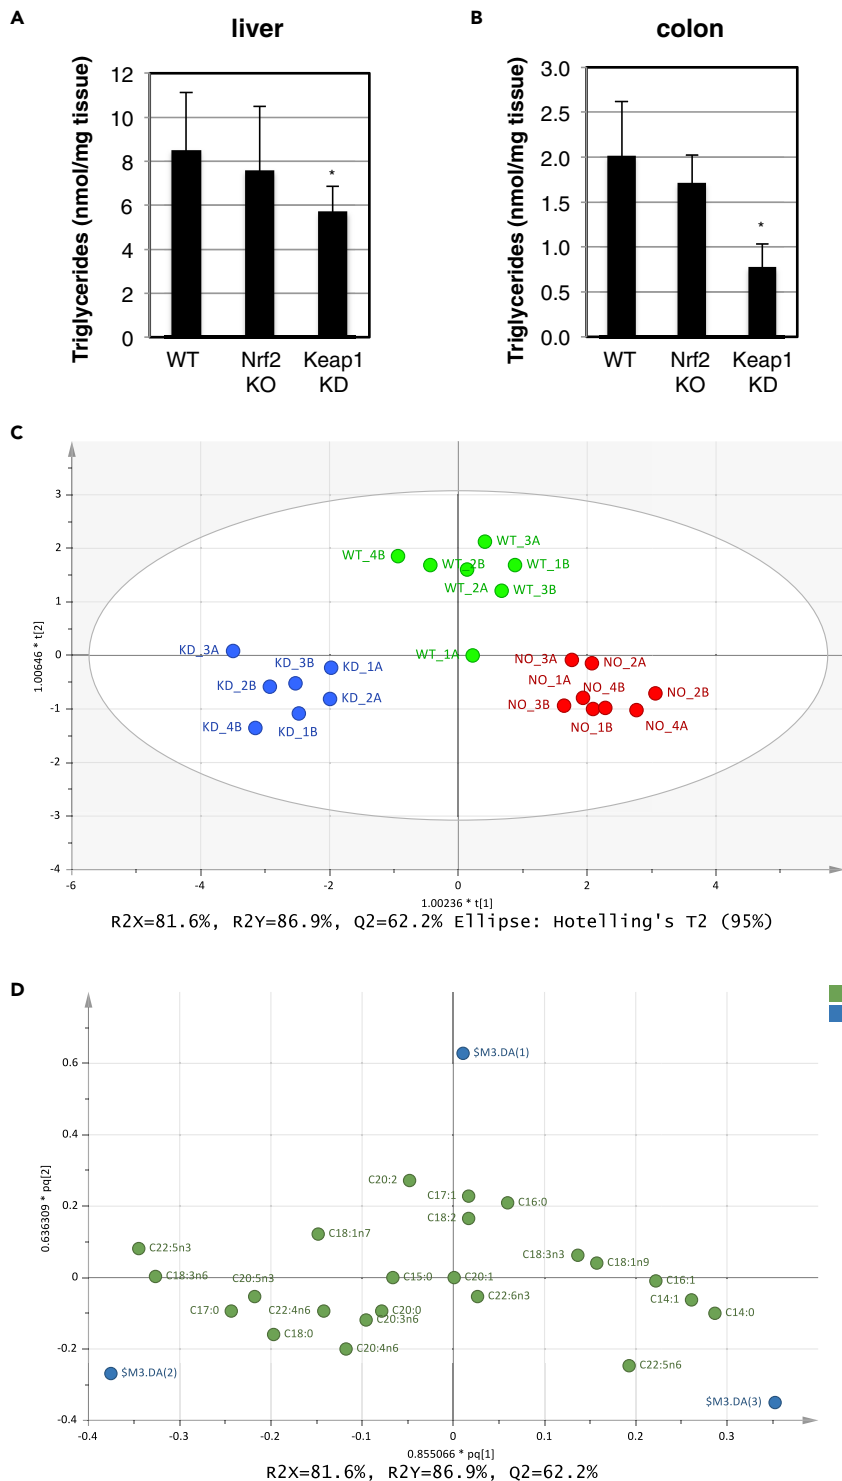 A
liver
Triglycerides (nmol/mg tissue)
12
10
8
6
4
2
0
*
WT
Nrf2
KO
Keap1
KD
B
colon
Triglycerides (nmol/mg tissue)
3.0
2.5
2.0
1.5
1.0
0.5
0.0
*
WT
Nrf2
KO
Keap1
KD
C
1.00646 * t[2]
3
2
1
0
-1
-2
-3
-4
WT_3A
WT_4B
WT_2B
WT_1B
WT_2A
WT_3B
WT_1A
KD_3A
KD_3B
KD_1A
KD_2B
KD_2A
KD_4B
KD_1B
NO_3A
NO_2A
NO_1A
NO_4B
NO_2B
NO_3B
NO_1B
NO_4A
-6
-4
-2
0
2
4
1.00236 * t[1]
R2X=81.6%, R2Y=86.9%, Q2=62.2% Ellipse: Hotelling's T2 (95%)
D
0.636309 * pq[2]
0.6
0.4
0.2
0
-0.2
-0.4
$M3.DA(1)
C20:2
C17:1
C16:0
C18:2
C18:1n7
C22:5n3
C18:3n3
C18:1n9
C18:3n6
C20:5n3
C15:0
C20:1
C16:1
C22:6n3
C14:1
C17:0
C22:4n6
C20:0
C14:0
C20:3n6
C18:0
C20:4n6
C22:5n6
$M3.DA(2)
$M3.DA(3)
-0.4
-0.3
-0.2
-0.1
0
0.1
0.2
0.3
0.855066 * pq[1]
R2X=81.6%, R2Y=86.9%, Q2=62.2%